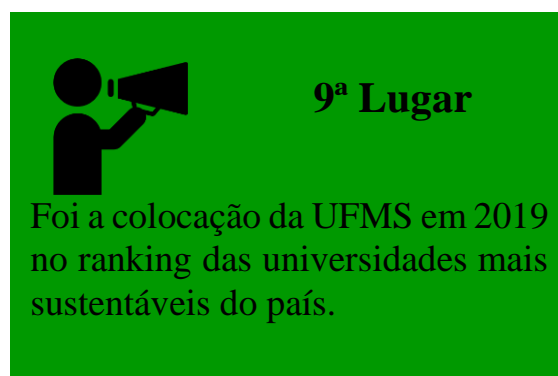 9ª Lugar
Foi a colocação da UFMS em 2019
no ranking das universidades mais
sustentáveis do país.